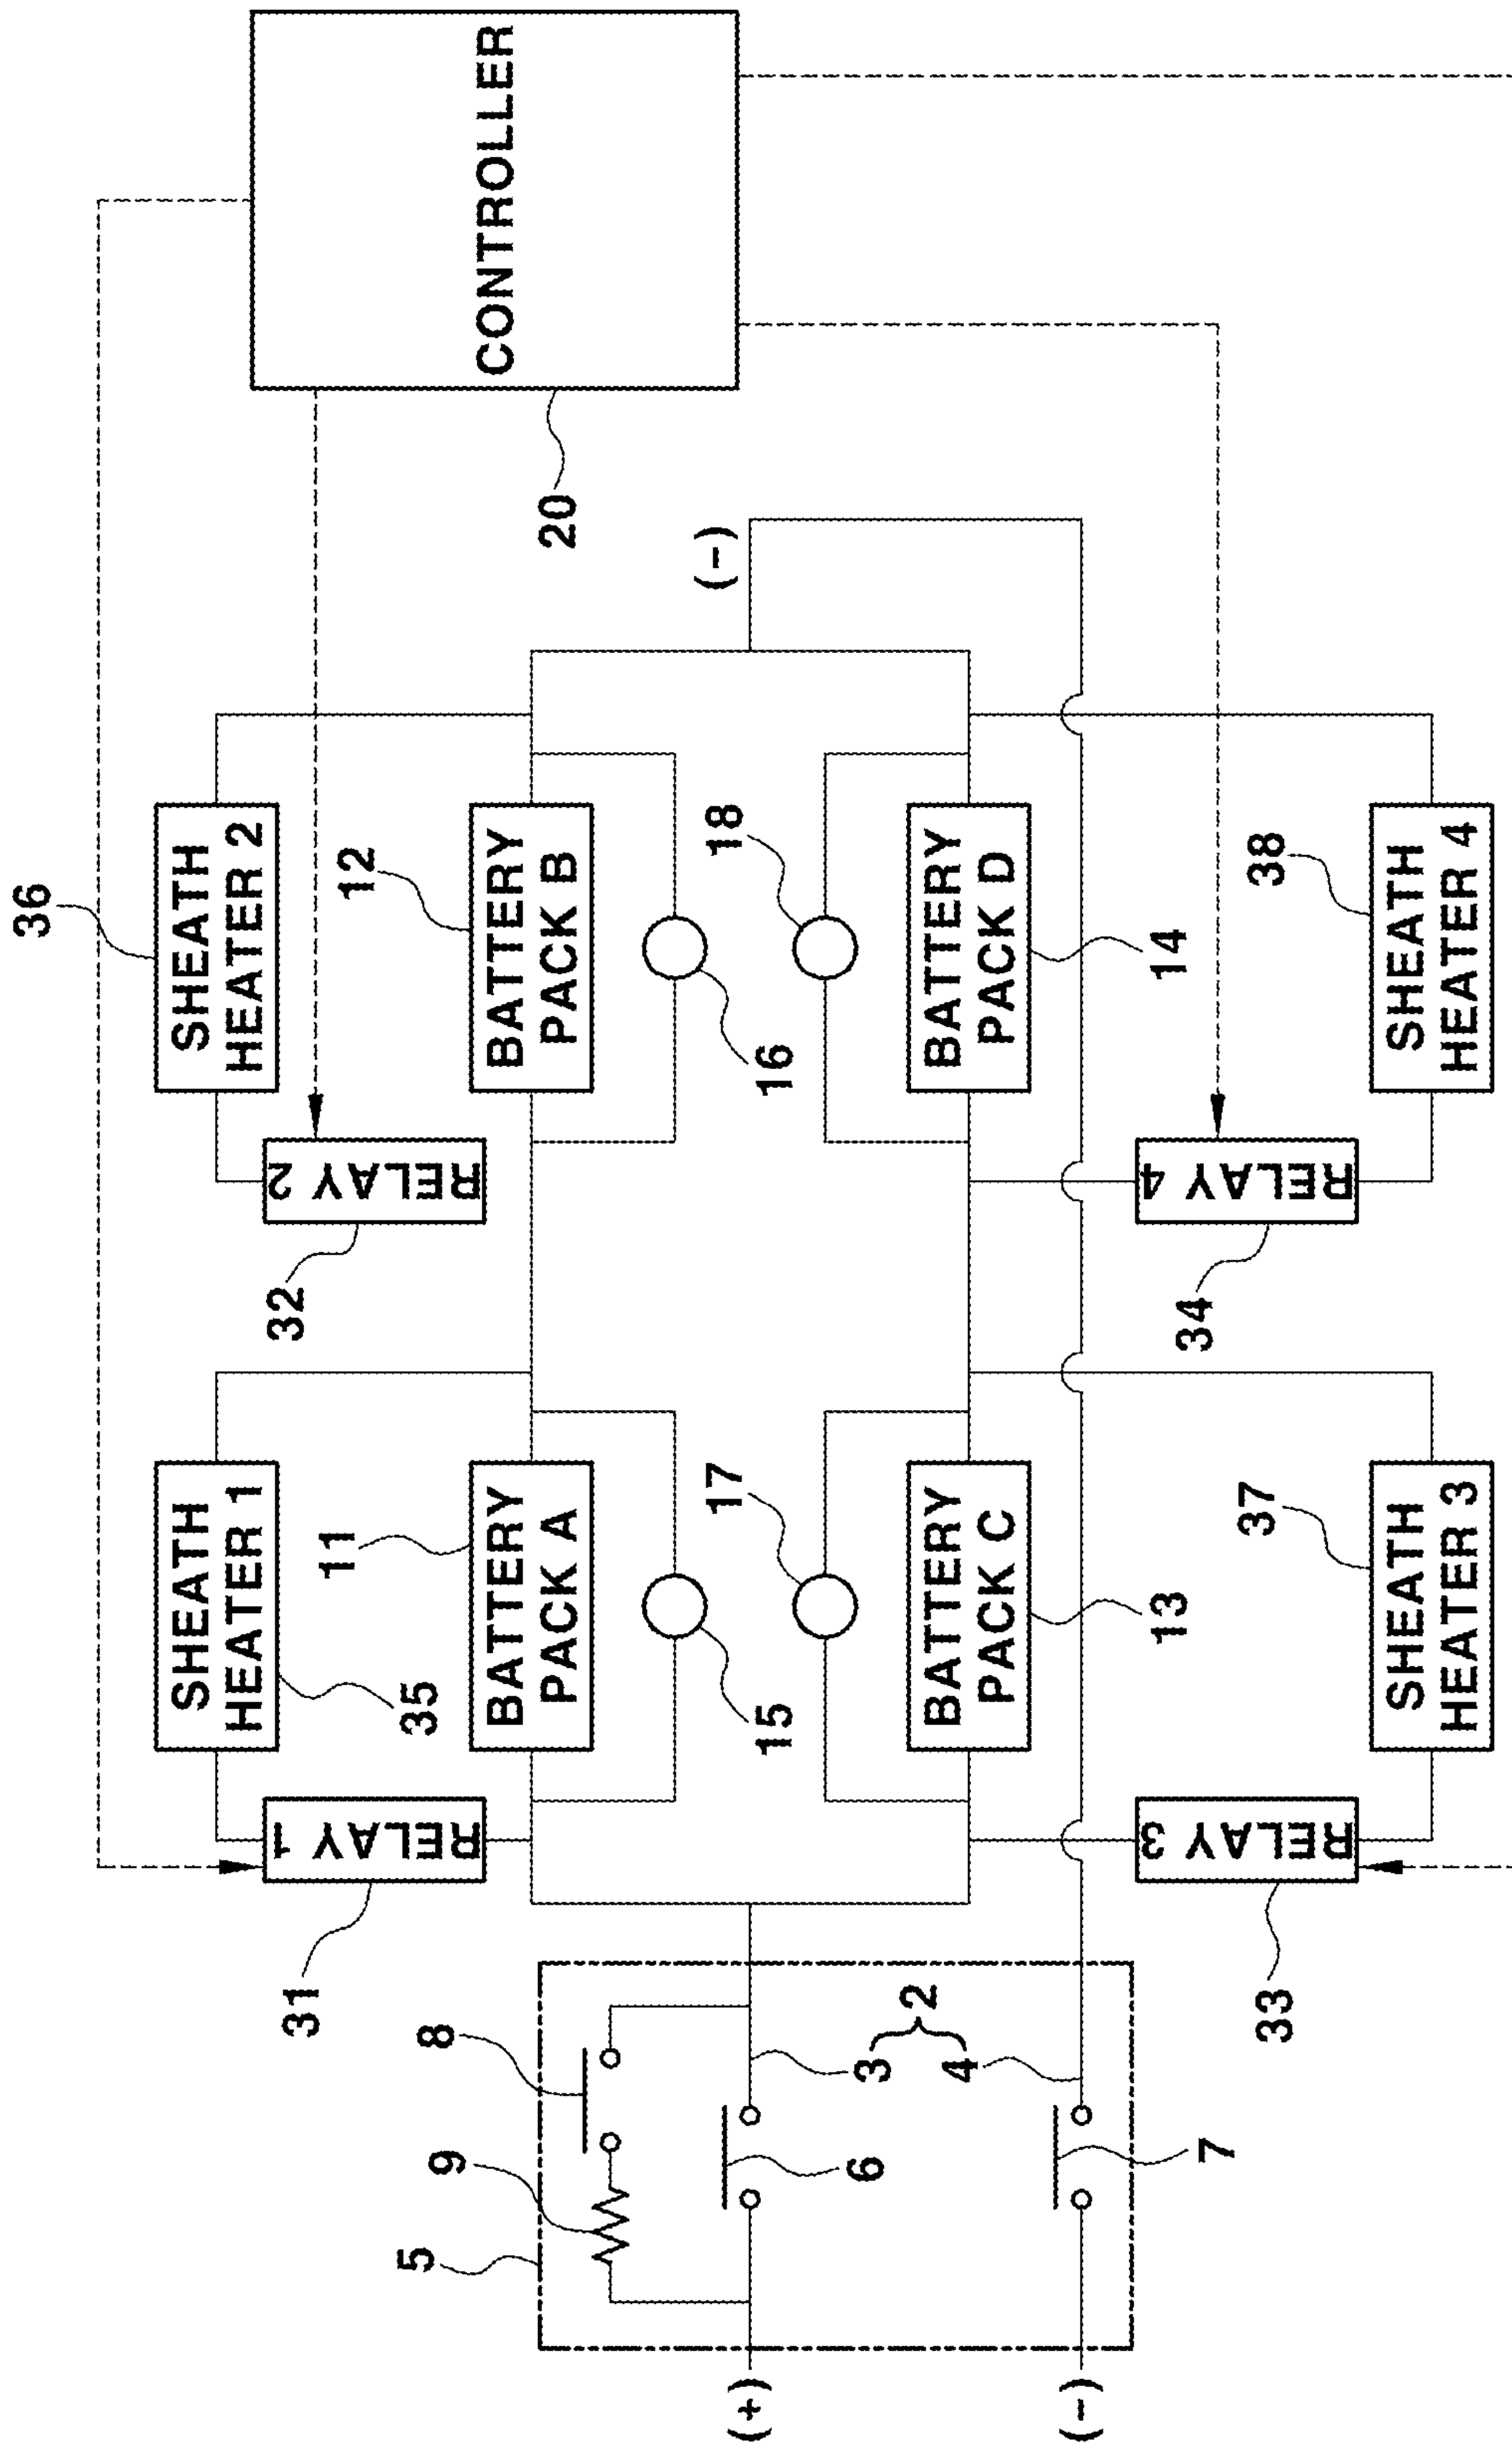 36
SHEATH
HEATER 1
SHEATH
HEATER 2
CONTROLLER
31
RELAY 1
35
32
RELAY 2
11
12
BATTERY
PACK A
BATTERY
PACK B
20
5
9
8
15
16
(+)
6
3
2
17
18
(-)
4
BATTERY
PACK C
BATTERY
PACK D
(-)
7
13
14
33
RELAY 3
37
34
RELAY 4
38
SHEATH
HEATER 3
SHEATH
HEATER 4